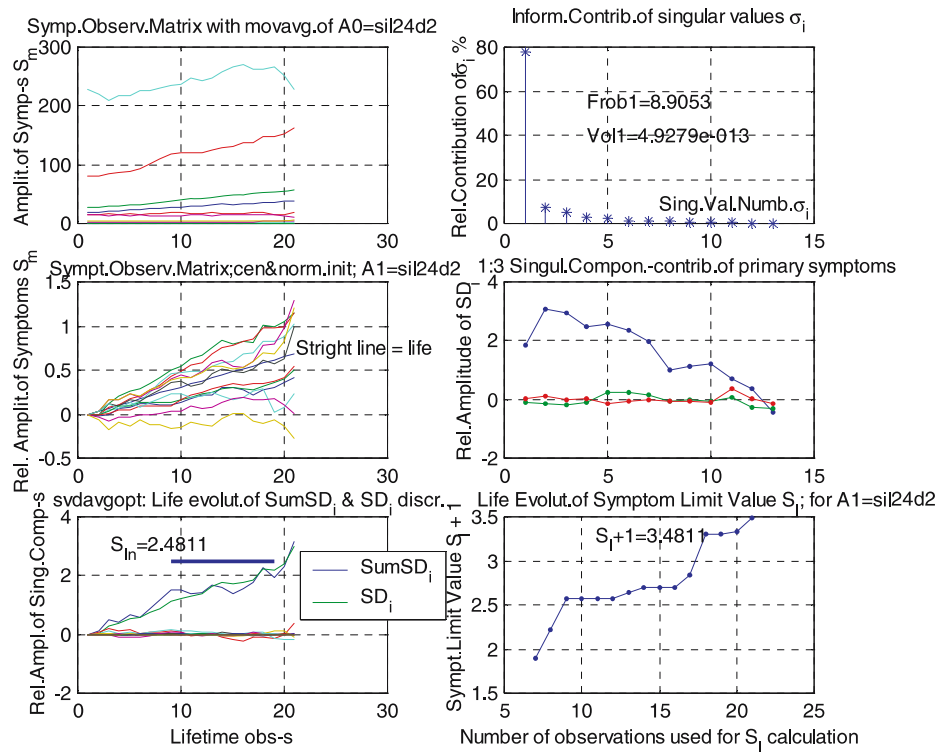 Symp.Observ.Matrix with movavg.of A0=sil24d2
Amplit.of Symp-s Sm
300
200
100
0
0 10 20 30
Inform.Contrib.of singular values σi
Rel.Contribution ofσi %
80
60
40
20
0
Frob1=8.9053
Vol1=4.9279e-013
Sing.Val.Numb.σi
0 5 10 15
Sympt.Observ.Matrix;cen&norm.init; A1=sil24d2
Rel. Amplit.of Symptoms Sm
1
0.5
0
-0.5
Stright line = life
0 10 20 30
1:3 Singul.Compon.-contrib.of primary symptoms
Rel.Amplitude of SDi
4
2
0
-2
0 5 10 15
svdavgopt: Life evolut.of SumSDi & SDi discr..
Rel.Ampl.of Sing.Comp-s
4
2
0
-2
Sln=2.4811
SumSDi
SDi
0 10 20 30
Lifetime obs-s
Life Evolut.of Symptom Limit Value Sl; for A1=sil24d2
Sympt.Limit Value Sl+1
3.5
3
2.5
2
1.5
Sl+1=3.4811
5 10 15 20 25
Number of observations used for Sl calculation